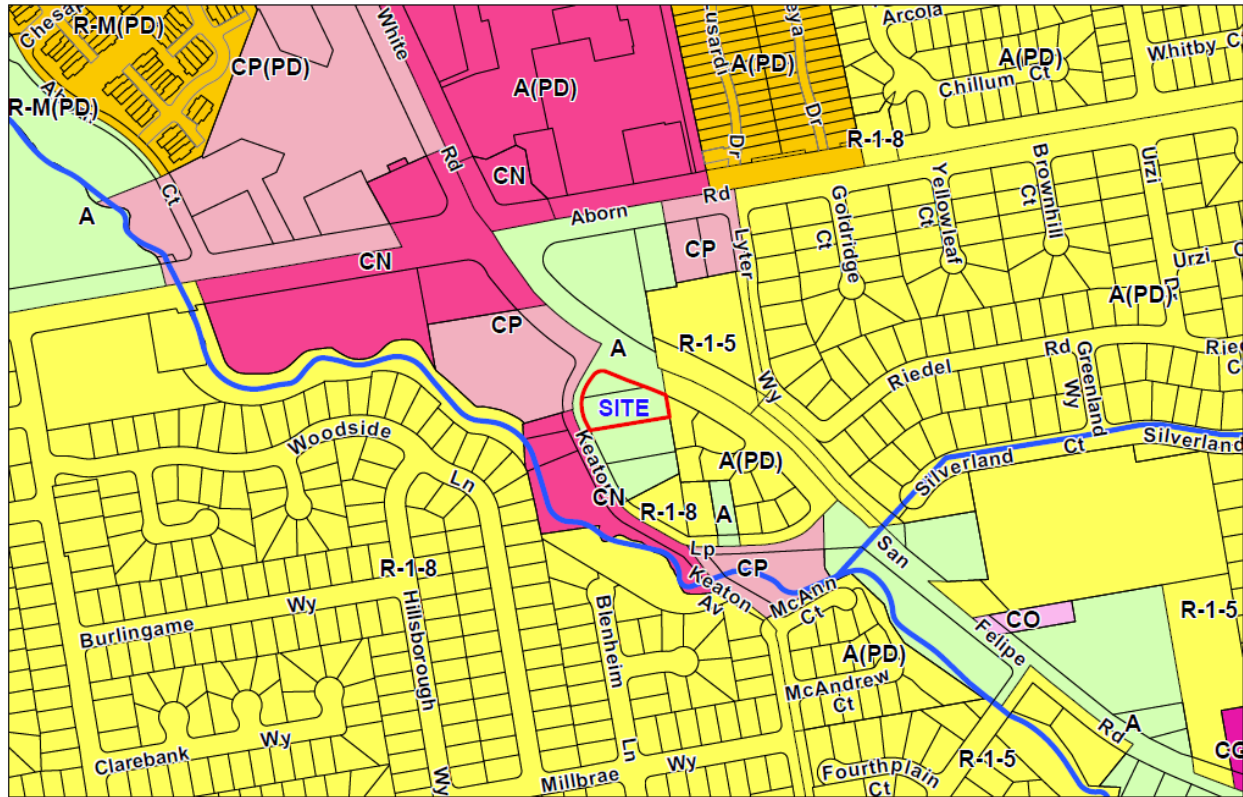 Chesap
R-M(PD)
R-M(PD)
Ct
CP(PD)
White
Rd
A(PD)
CN
A(PD)
Dr
Dr
Arcola
A(PD)
Chillum Ct
Whitby
R-1-8
A
CN
Aborn
Rd
CP
Lyter
Wy
Goldridge
Ct
Yellowleaf
Ct
Brownhill
Ct
Urzi
Urzi
A(PD)
CP
A
R-1-5
SITE
Riedel
Rd
Greenland
Wy
Silverland
Ct
Silverland
Woodside
Ln
Keaton
CN
Lp
R-1-8
A
A(PD)
CP
Keaton
Av
McAnn
Ct
San
Felipe
Rd
R-1-8
Burlingame
Wy
Hillsborough
Wy
Blenheim
Ln
A(PD)
McAndrew
Ct
CO
R-1-5
A
CG
Clarebank
Wy
Millbrae
Wy
Fourthplain
Ct
R-1-5